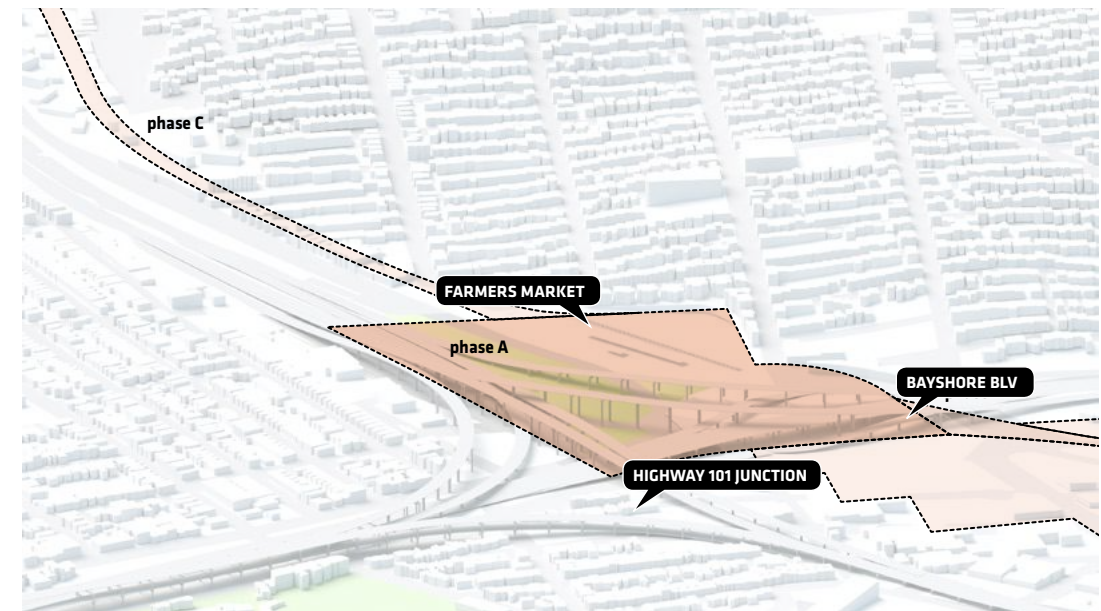 phase C
FARMERS MARKET
phase A
BAYSHORE BLV
HIGHWAY 101 JUNCTION